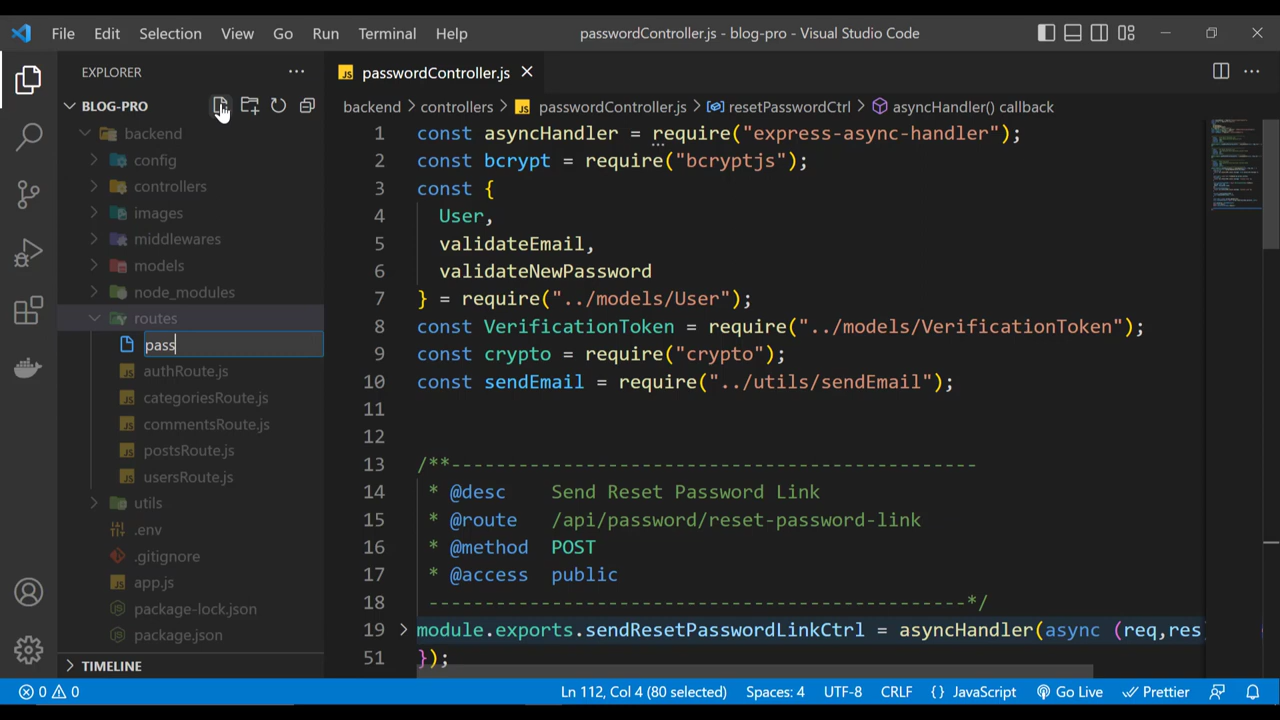 File Edit Selection View Go Run Terminal Help passwordController.js - blog-pro - Visual Studio Code
EXPLORER
BLOG-PRO
backend
config
controllers
images
middlewares
models
node_modules
routes
pass
authRoute.js
categoriesRoute.js
commentsRoute.js
postsRoute.js
usersRoute.js
utils
.env
.gitignore
app.js
package-lock.json
package.json
TIMELINE
JS passwordController.js
backend > controllers > JS passwordController.js > resetPasswordCtrl > asyncHandler() callback
1 const asyncHandler = require("express-async-handler");
2 const bcrypt = require("bcryptjs");
3 const {
4 User,
5 validateEmail,
6 validateNewPassword
7 } = require("../models/User");
8 const VerificationToken = require("../models/VerificationToken");
9 const crypto = require("crypto");
10 const sendEmail = require("../utils/sendEmail");
11
12
13 /**-----------------------------------------------
14 * @desc Send Reset Password Link
15 * @route /api/password/reset-password-link
16 * @method POST
17 * @access public
18 ------------------------------------------------*/
19 module.exports.sendResetPasswordLinkCtrl = asyncHandler(async (req,res
51 });
0 0 Ln 112, Col 4 (80 selected) Spaces: 4 UTF-8 CRLF {} JavaScript Go Live Prettier